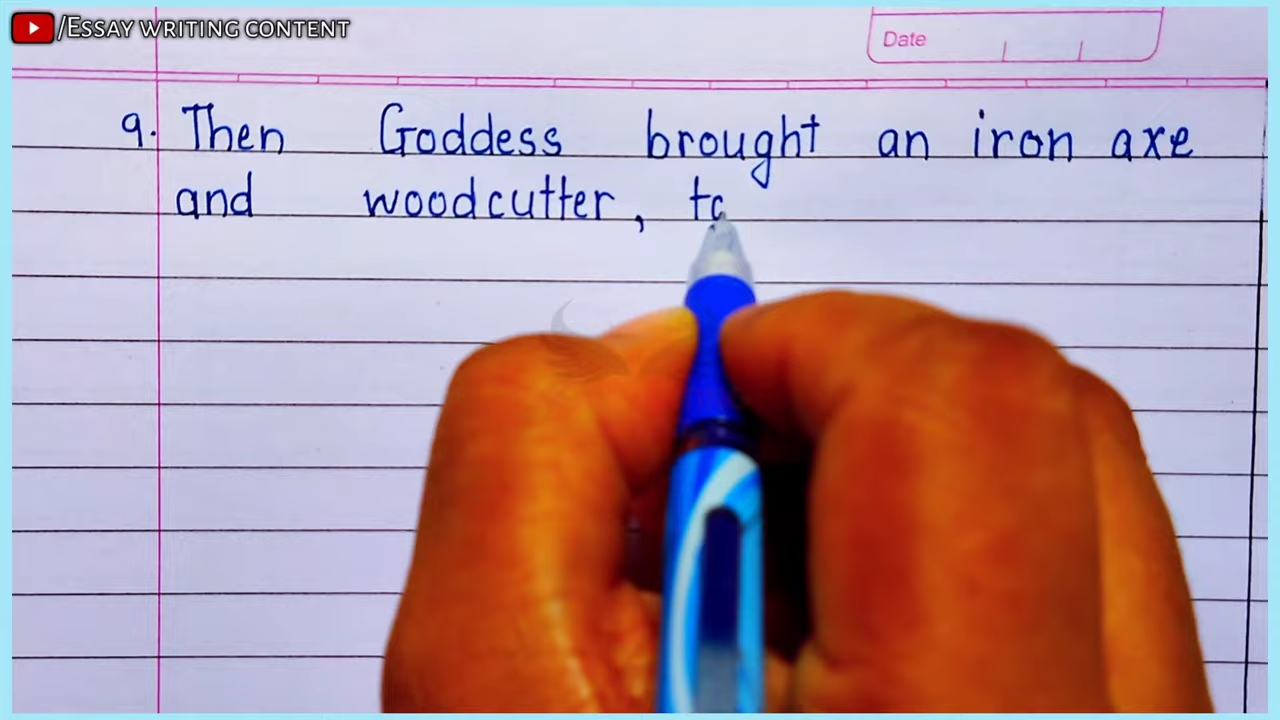 /Essay writing content
Date
9. Then Goddess brought an iron axe
and woodcutter,